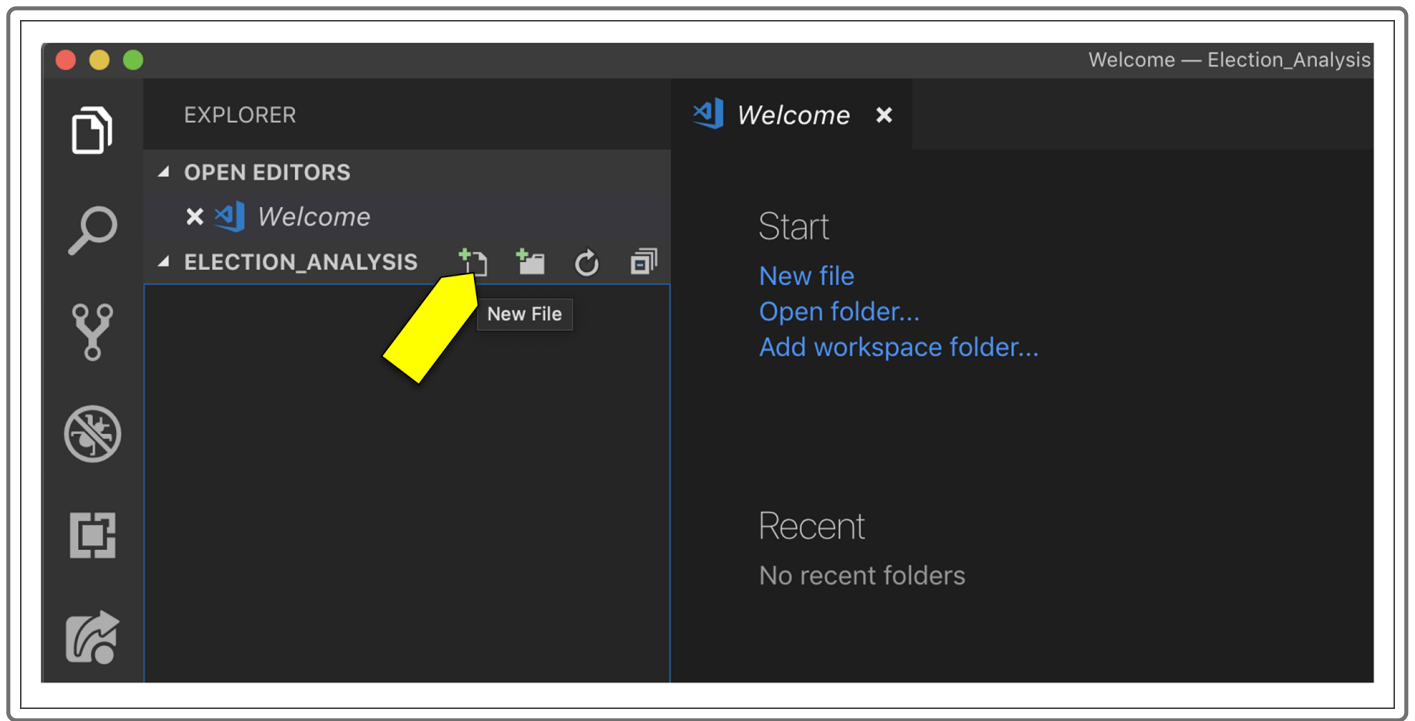 Welcome — Election_Analysis
EXPLORER
OPEN EDITORS
Welcome
ELECTION_ANALYSIS
New File
Welcome
Start
New file
Open folder...
Add workspace folder...
Recent
No recent folders